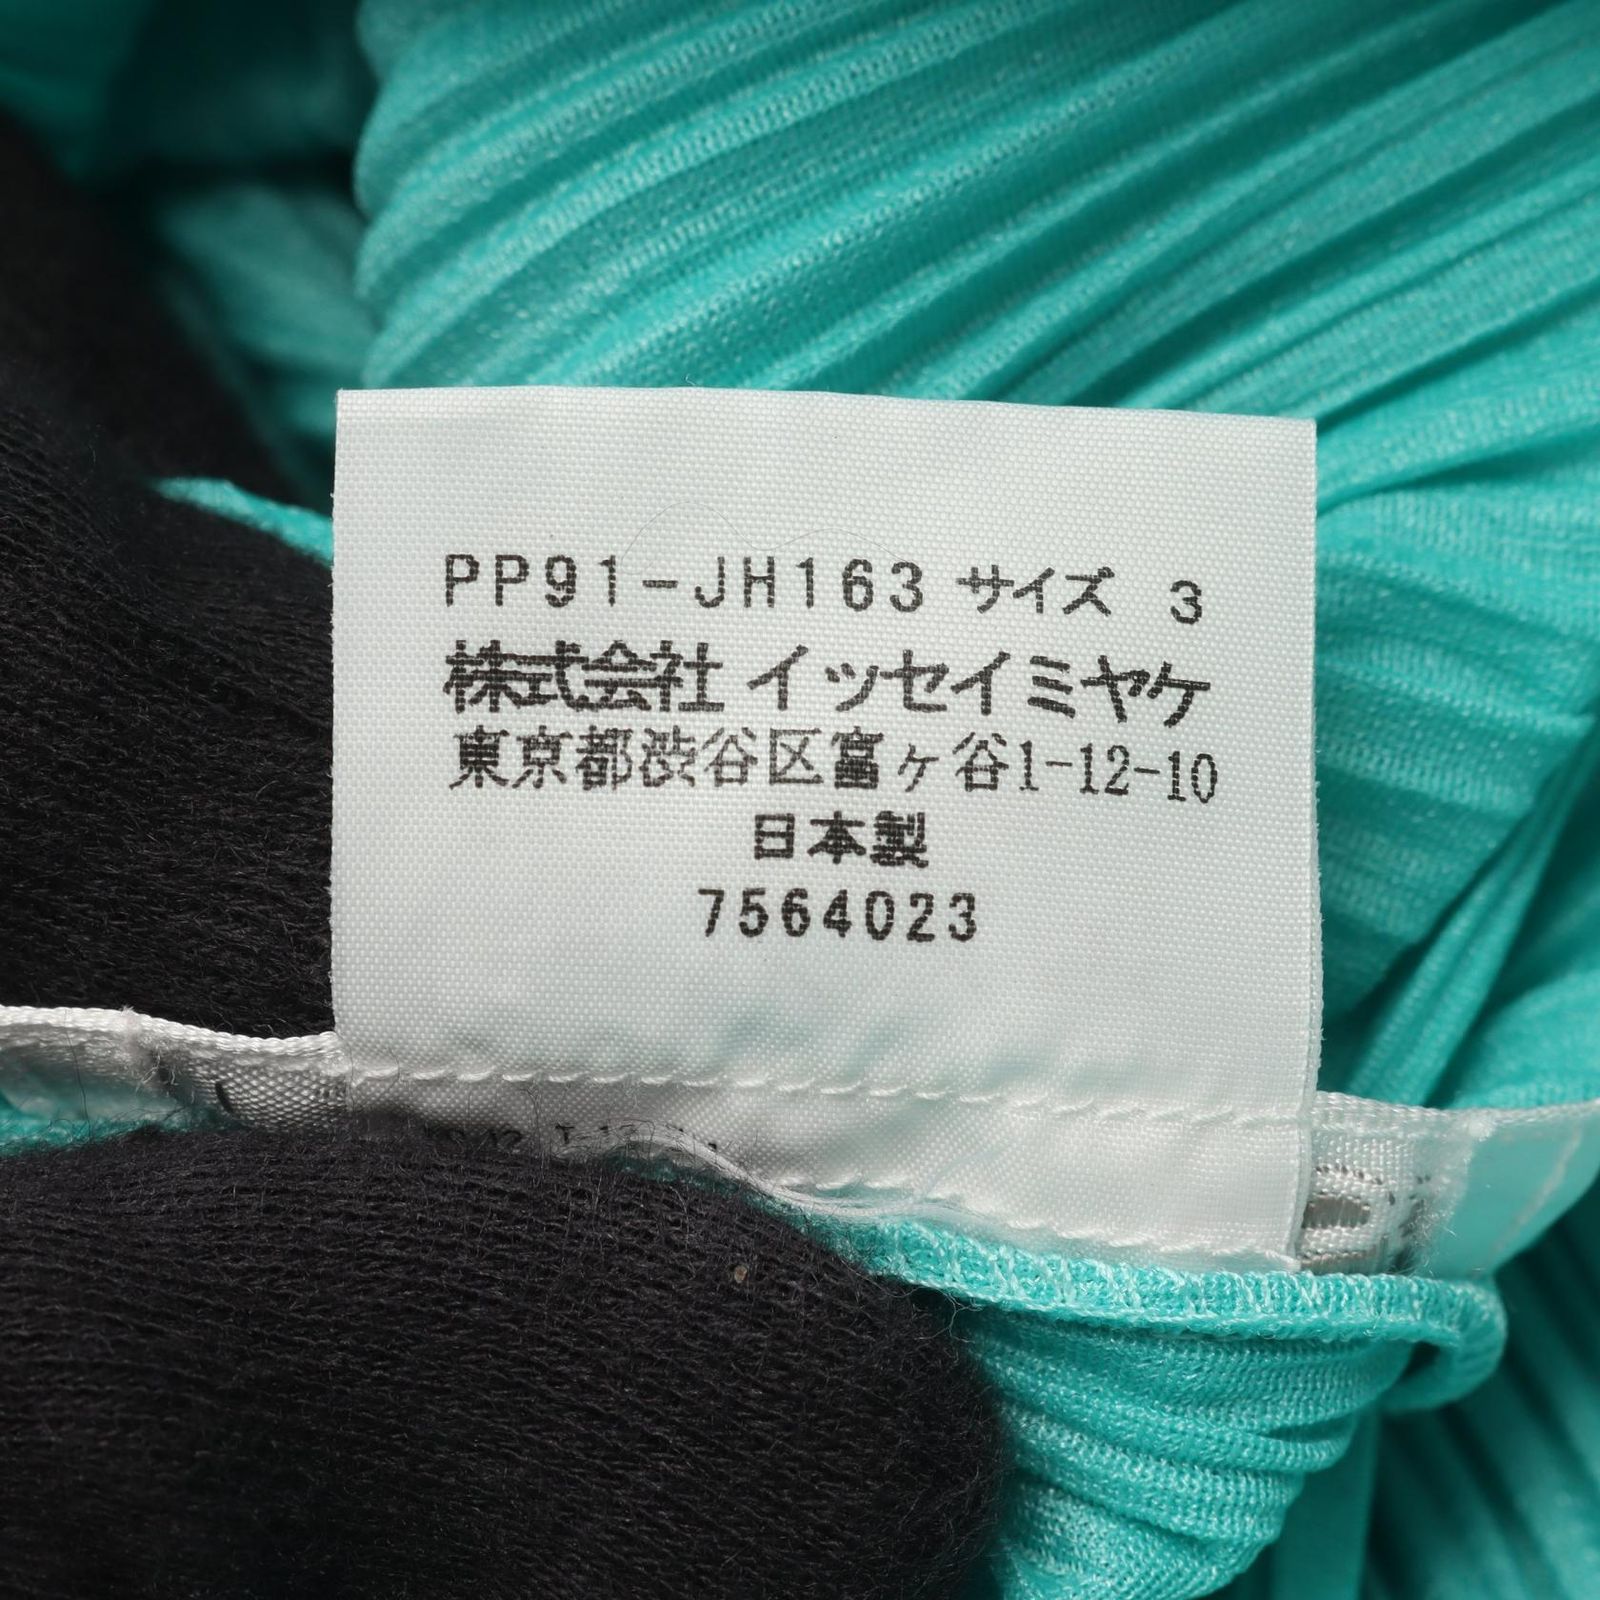 PP91-JH163 サイズ 3
株式会社 イッセイミヤケ
東京都渋谷区富ヶ谷1-12-10
日本製
7564023